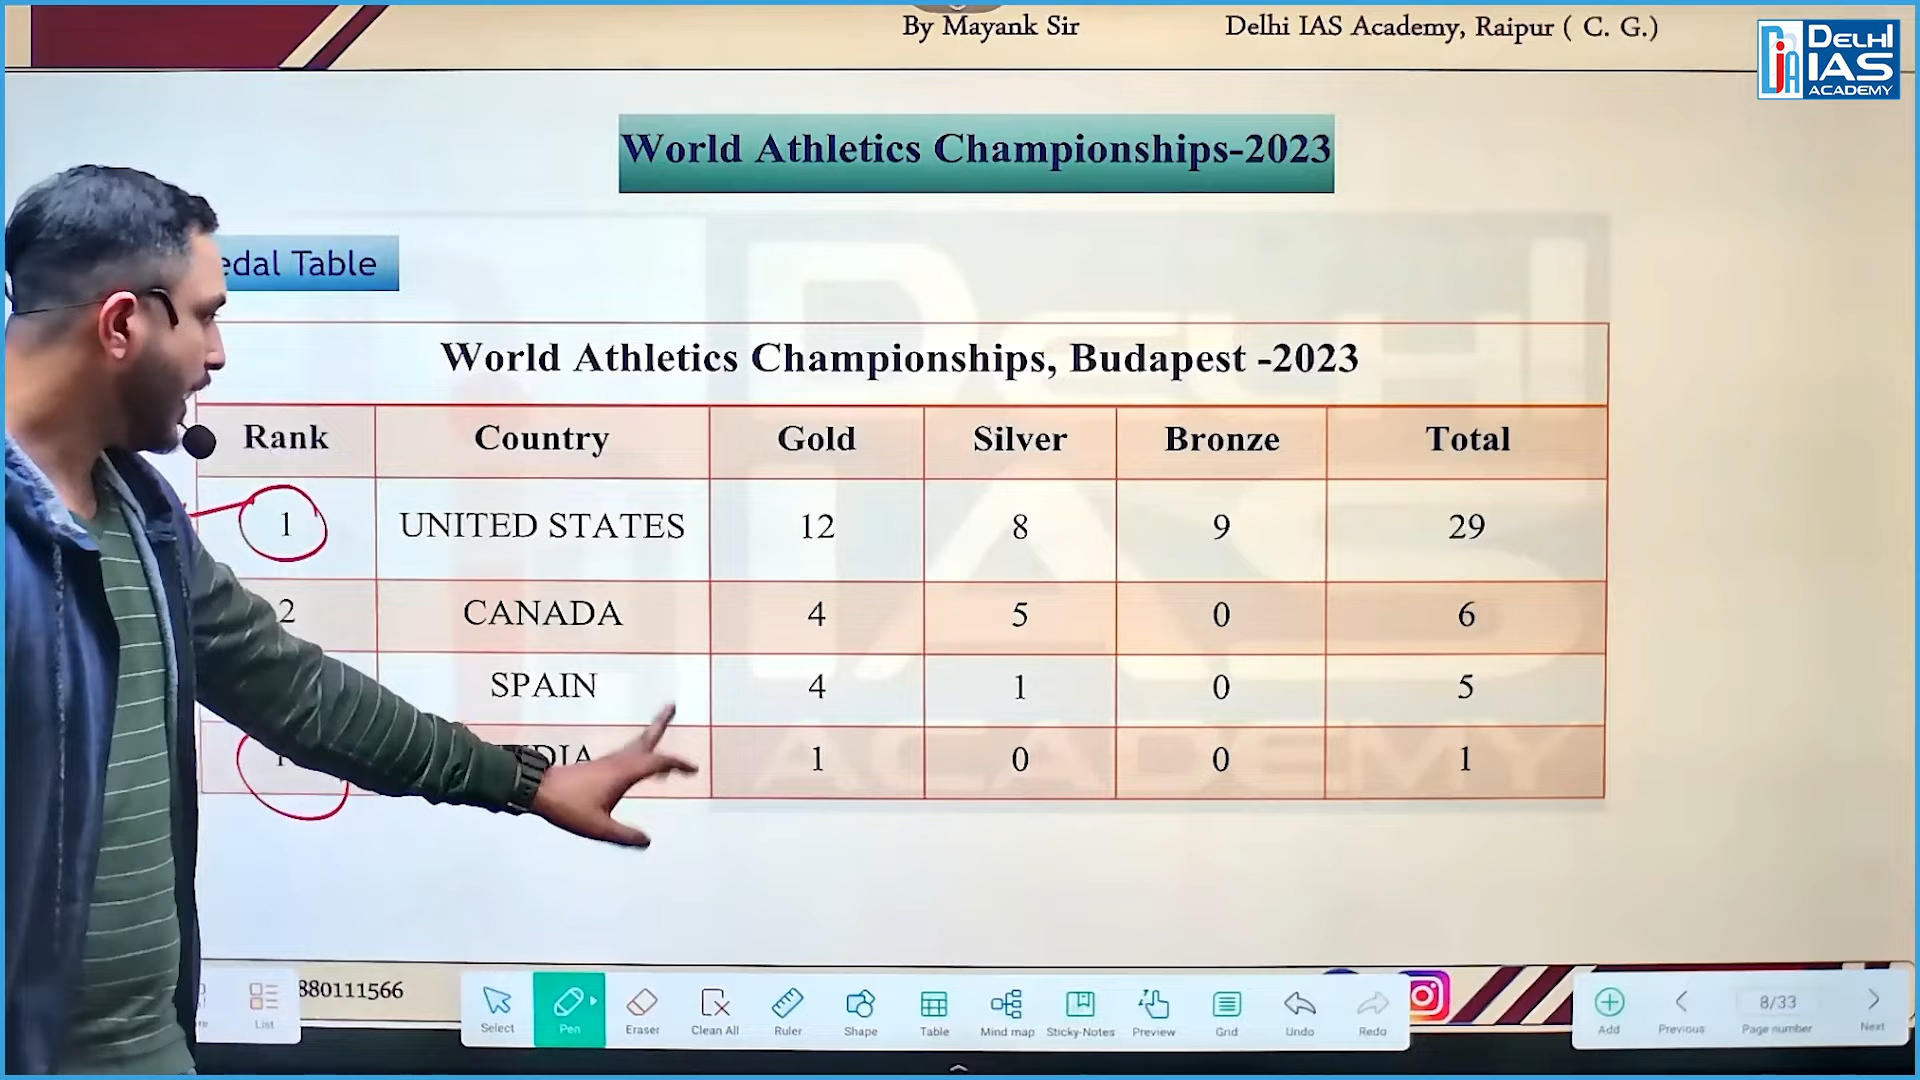 By Mayank Sir Delhi IAS Academy, Raipur ( C. G.)
DELHI
IAS
ACADEMY
World Athletics Championships-2023
edal Table
World Athletics Championships, Budapest -2023
Rank Country Gold Silver Bronze Total
1 UNITED STATES 12 8 9 29
2 CANADA 4 5 0 6
SPAIN 4 1 0 5
DIA 1 0 0 1
880111566
List Select Pen Eraser Clean All Ruler Shape Table Mind map Sticky-Notes Preview Grid Undo Redo
Add Previous 8/33 Page number Next